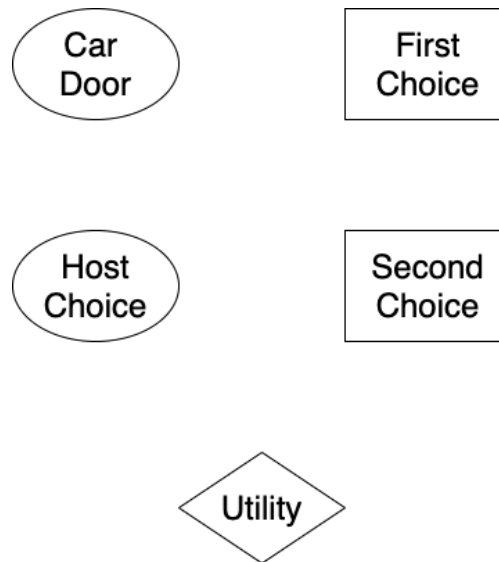 Car
Door
First
Choice
Host
Choice
Second
Choice
Utility